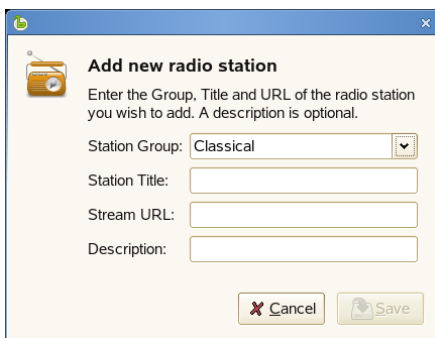 Add new radio station
Enter the Group, Title and URL of the radio station
you wish to add. A description is optional.
Station Group: Classical
Station Title:
Stream URL:
Description:
Cancel Save